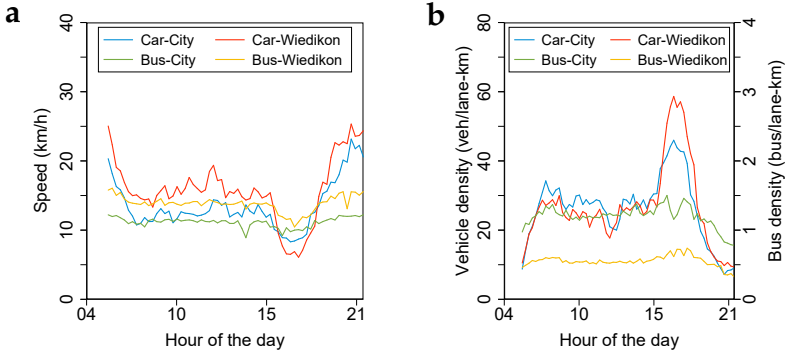 a
40
30
20
10
0
Speed (km/h)
Car-City Car-Wiedikon
Bus-City Bus-Wiedikon
04 10 15 21
Hour of the day
b
80
60
40
20
0
Vehicle density (veh/lane-km)
Car-City Car-Wiedikon
Bus-City Bus-Wiedikon
4
3
2
1
0
Bus density (bus/lane-km)
04 10 15 21
Hour of the day